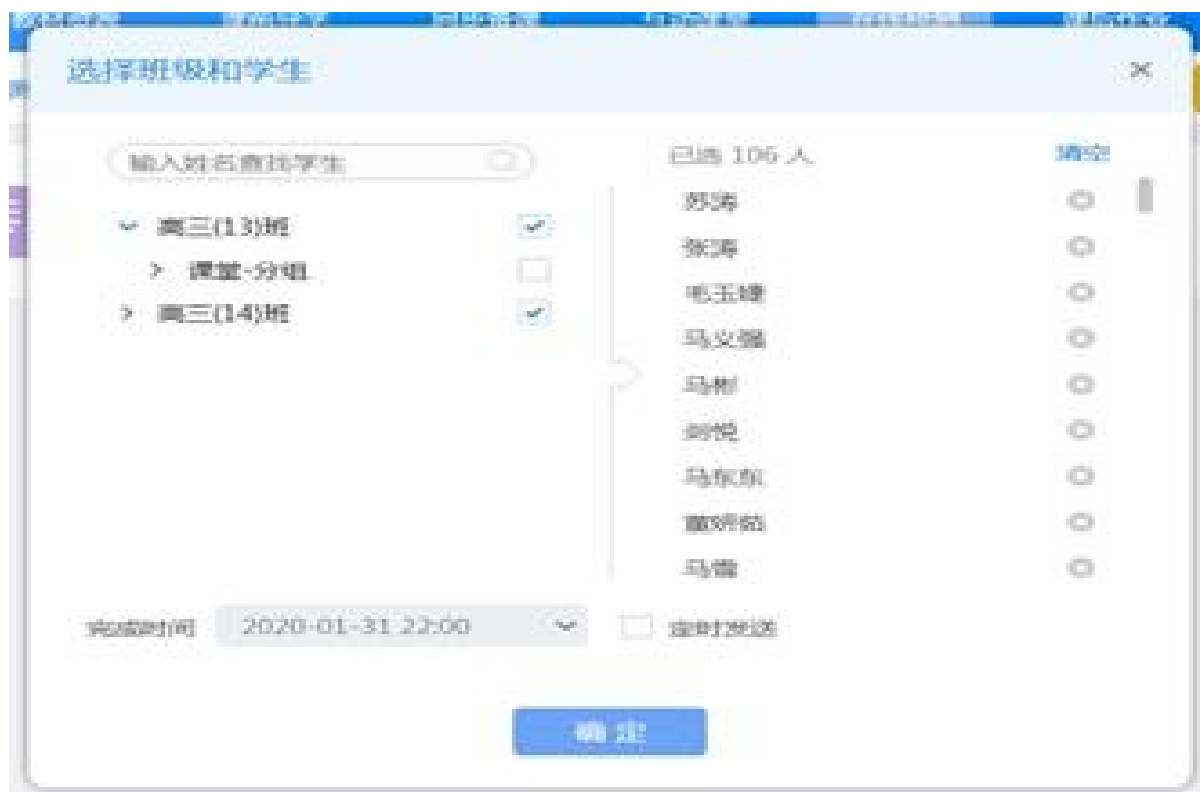 选择班级和学生
输入姓名查找学生
高三(13)班
课堂-分组
高三(14)班
已选 106 人 清空
苏涛
张涛
毛玉婕
马义强
马彬
刘悦
马东东
董妍茹
马雪
完成时间 2020-01-31 22:00 定时发送
确 定